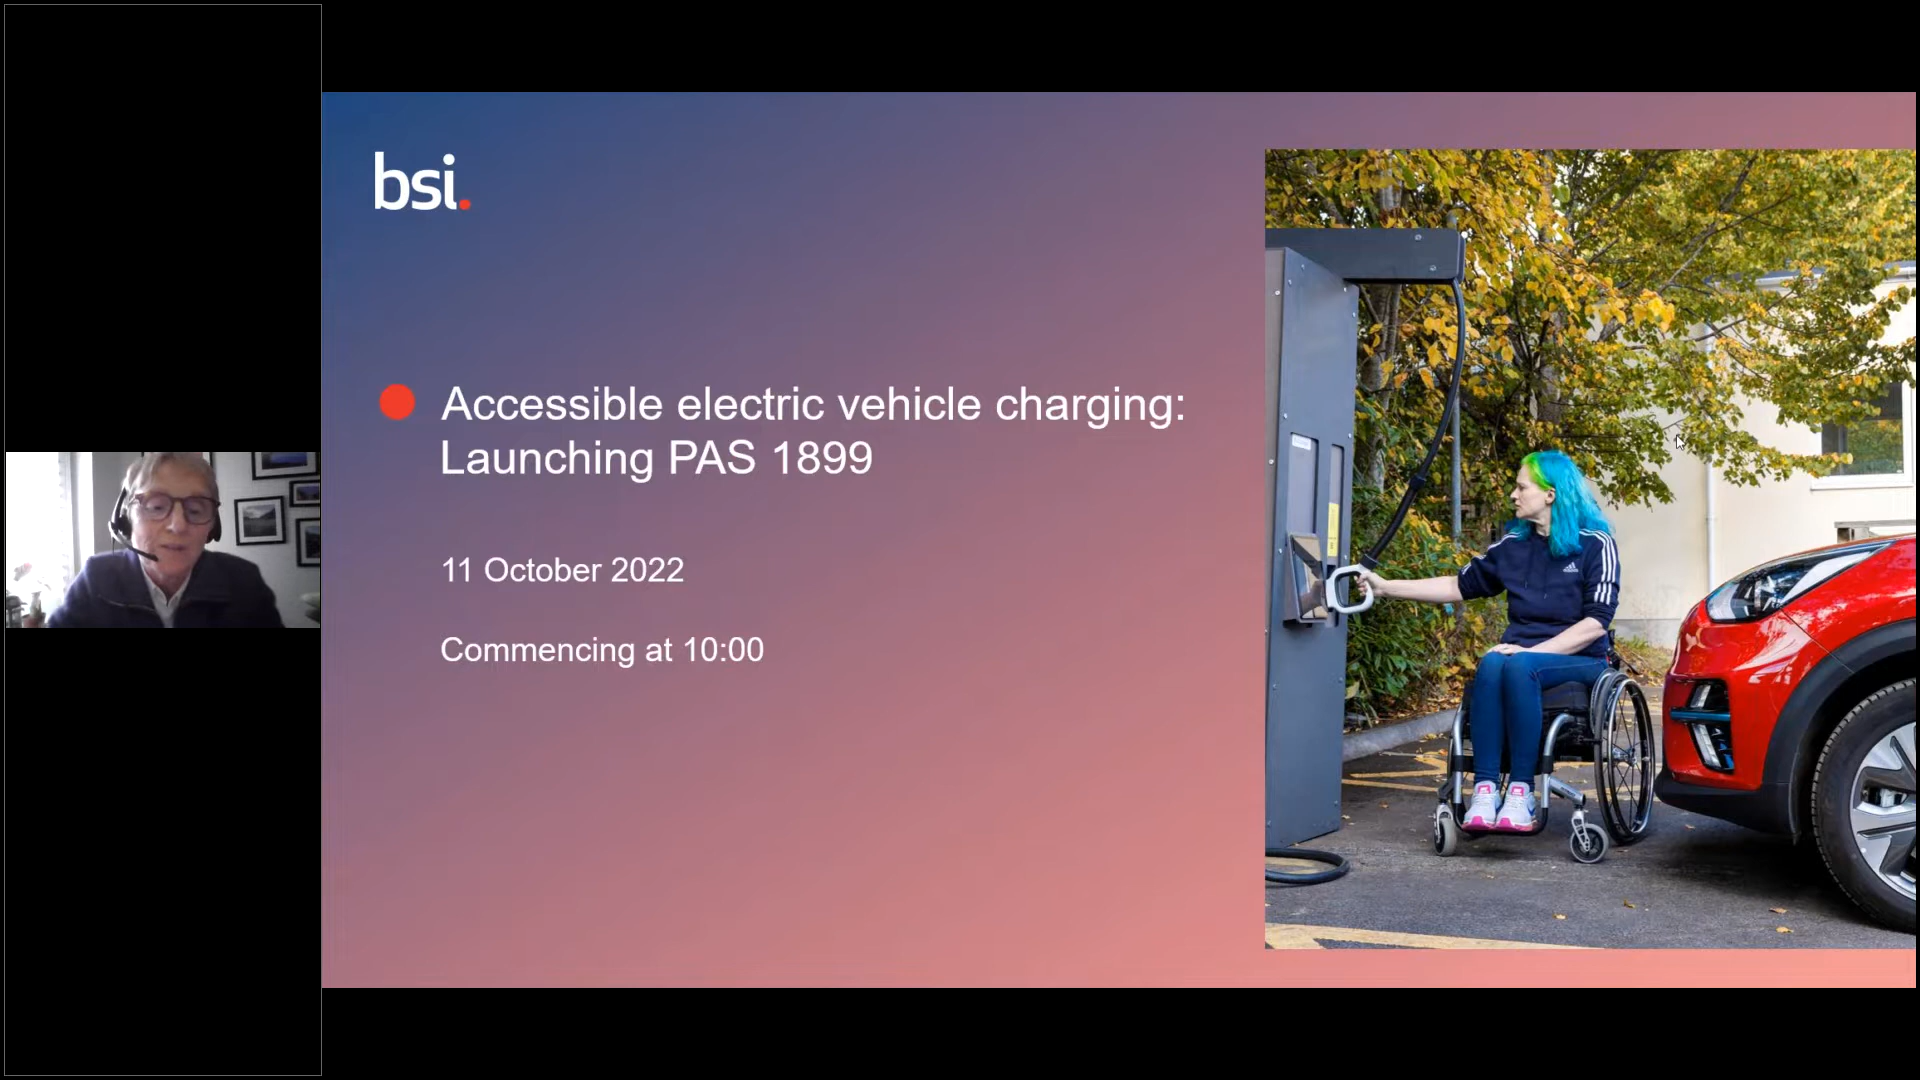 bsi.
Accessible electric vehicle charging:
Launching PAS 1899
11 October 2022
Commencing at 10:00